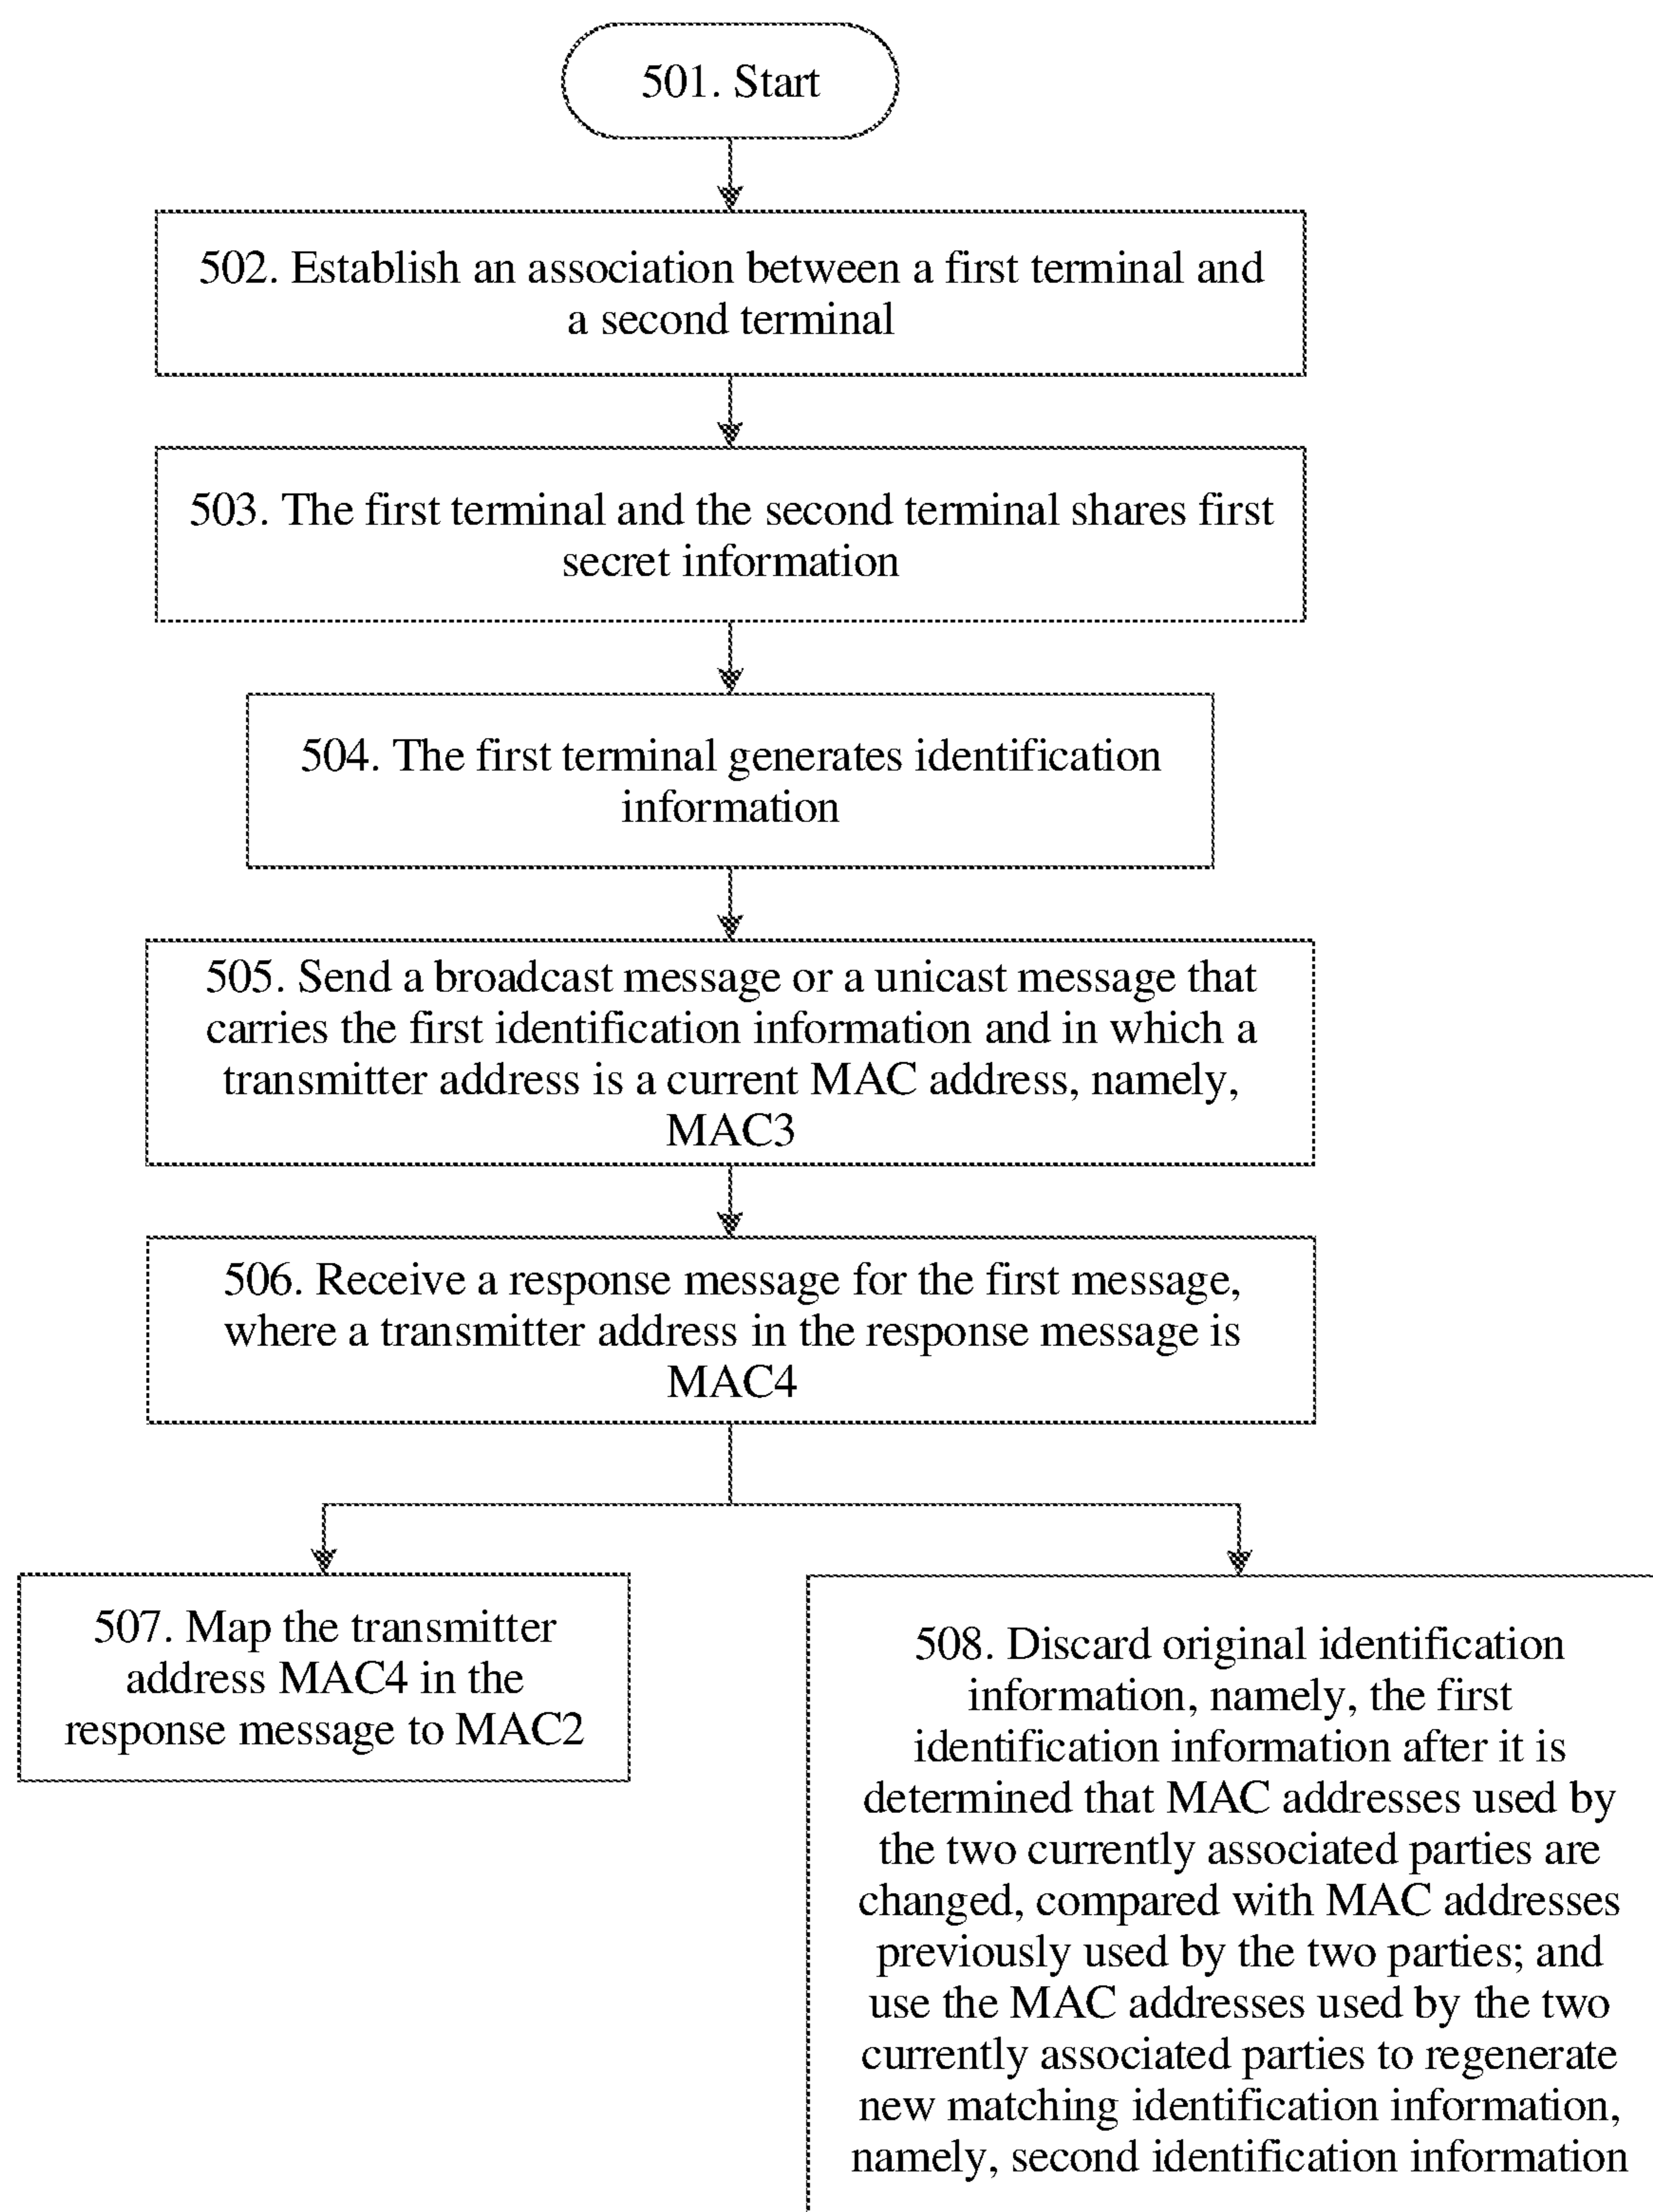 501. Start
502. Establish an association between a first terminal and
a second terminal
503. The first terminal and the second terminal shares first
secret information
504. The first terminal generates identification
information
505. Send a broadcast message or a unicast message that
carries the first identification information and in which a
transmitter address is a current MAC address, namely,
MAC3
506. Receive a response message for the first message,
where a transmitter address in the response message is
MAC4
507. Map the transmitter
address MAC4 in the
response message to MAC2
508. Discard original identification
information, namely, the first
identification information after it is
determined that MAC addresses used by
the two currently associated parties are
changed, compared with MAC addresses
previously used by the two parties; and
use the MAC addresses used by the two
currently associated parties to regenerate
new matching identification information,
namely, second identification information